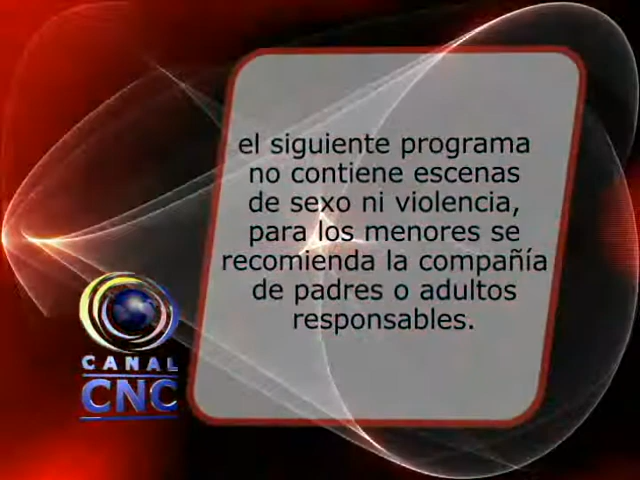 el siguiente programa
no contiene escenas
de sexo ni violencia,
para los menores se
recomienda la compañía
de padres o adultos
responsables.
CANAL
CNC